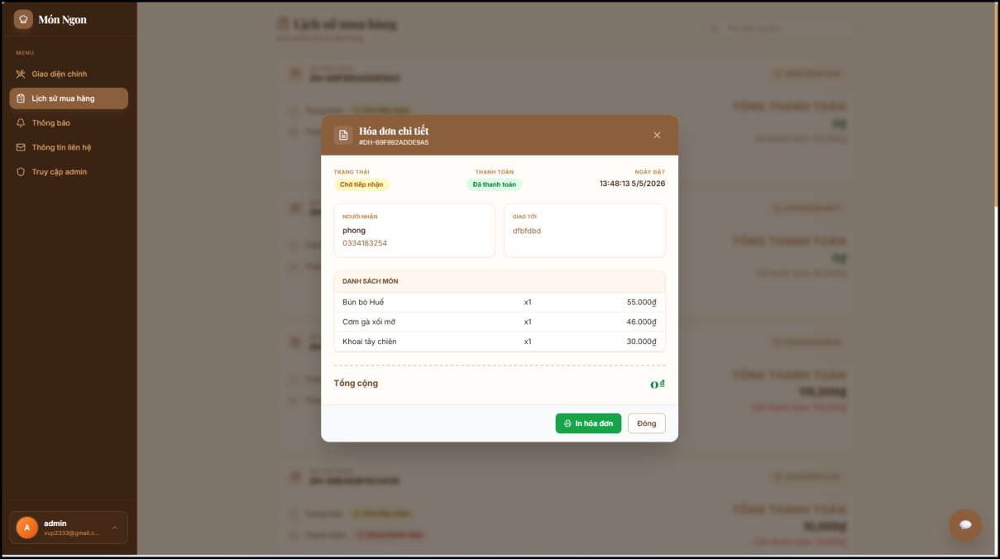 Món Ngon
MENU
Giao diện chính
Lịch sử mua hàng
Thông báo
Thông tin liên hệ
Truy cập admin
A
admin
vup2333@gmail.c...
Lịch sử mua hàng
Hóa đơn chi tiết
#DH-69F992ADDE9A5
TRẠNG THÁI
Chờ tiếp nhận
THANH TOÁN
Đã thanh toán
NGÀY ĐẶT
13:48:13 5/5/2026
NGƯỜI NHẬN
phong
0334183254
GIAO TỚI
dfbfdbd
DANH SÁCH MÓN
Bún bò Huế x1 55.000₫
Cơm gà xối mỡ x1 46.000₫
Khoai tây chiên x1 30.000₫
Tổng cộng 0₫
In hóa đơn
Đóng
TỔNG THANH TOÁN
0₫
TỔNG THANH TOÁN
0₫
TỔNG THANH TOÁN
TỔNG THANH TOÁN